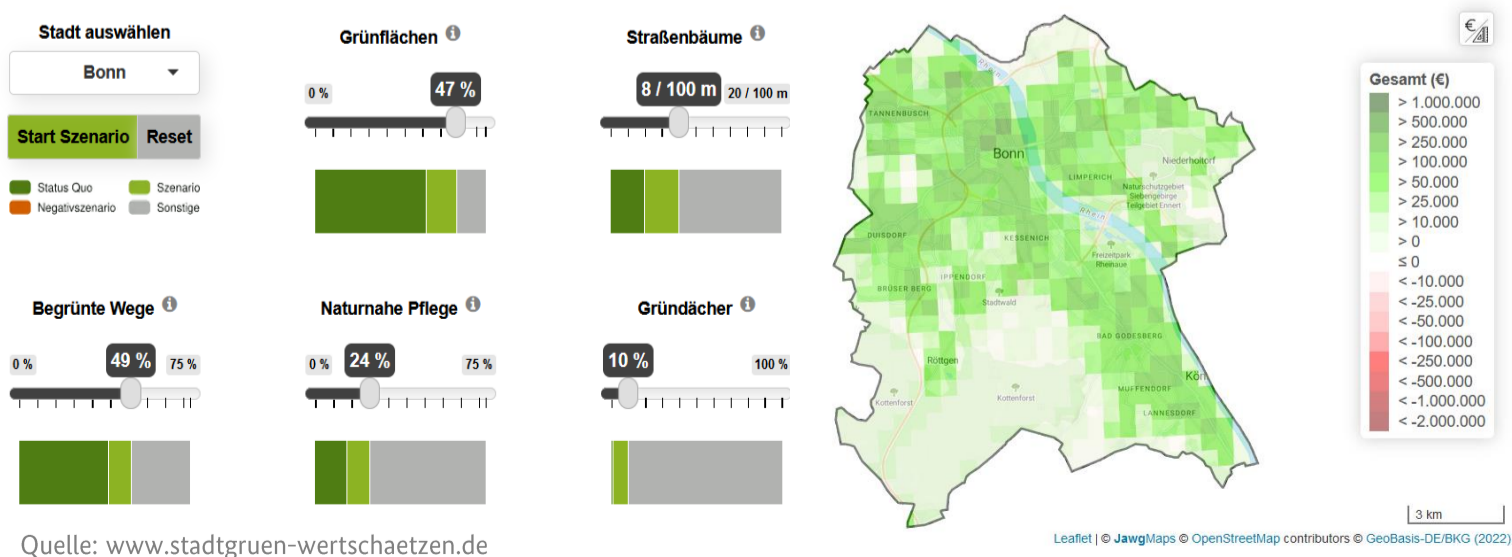 Stadt auswählen
Bonn
Start Szenario
Reset
Status Quo
Szenario
Negativszenario
Sonstige
Grünflächen
0 %
47 %
Straßenbäume
8 / 100 m
20 / 100 m
Begrünte Wege
0 %
49 %
75 %
Naturnahe Pflege
0 %
24 %
75 %
Gründächer
10 %
100 %
Quelle: www.stadtgruen-wertschaetzen.de
Rhein
TANNENBUSCH
Bonn
Niederholtorf
LIMPERICH
Naturschutzgebiet
Siebengebirge
Teilgebiet Ennert
Rhein
DUISDORF
KESSENICH
Freizeitpark
Rheinaue
IPPENDORF
BRÜSER BERG
Stadtwald
BAD GODESBERG
Röttgen
Kön
MUFFENDORF
Kottenforst
Kottenforst
LANNESDORF
€
Gesamt (€)
> 1.000.000
> 500.000
> 250.000
> 100.000
> 50.000
> 25.000
> 10.000
> 0
≤ 0
< -10.000
< -25.000
< -50.000
< -100.000
< -250.000
< -500.000
< -1.000.000
< -2.000.000
3 km
Leaflet | © JawgMaps © OpenStreetMap contributors © GeoBasis-DE/BKG (2022)